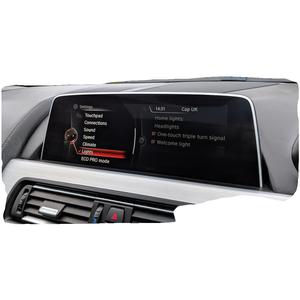 Settings
Touchpad
Connections
Sound
Speed
Climate
Lights
ECO PRO mode
14:31
Cap UK
Home lights:
Headlights
One-touch triple turn signal
Welcome light